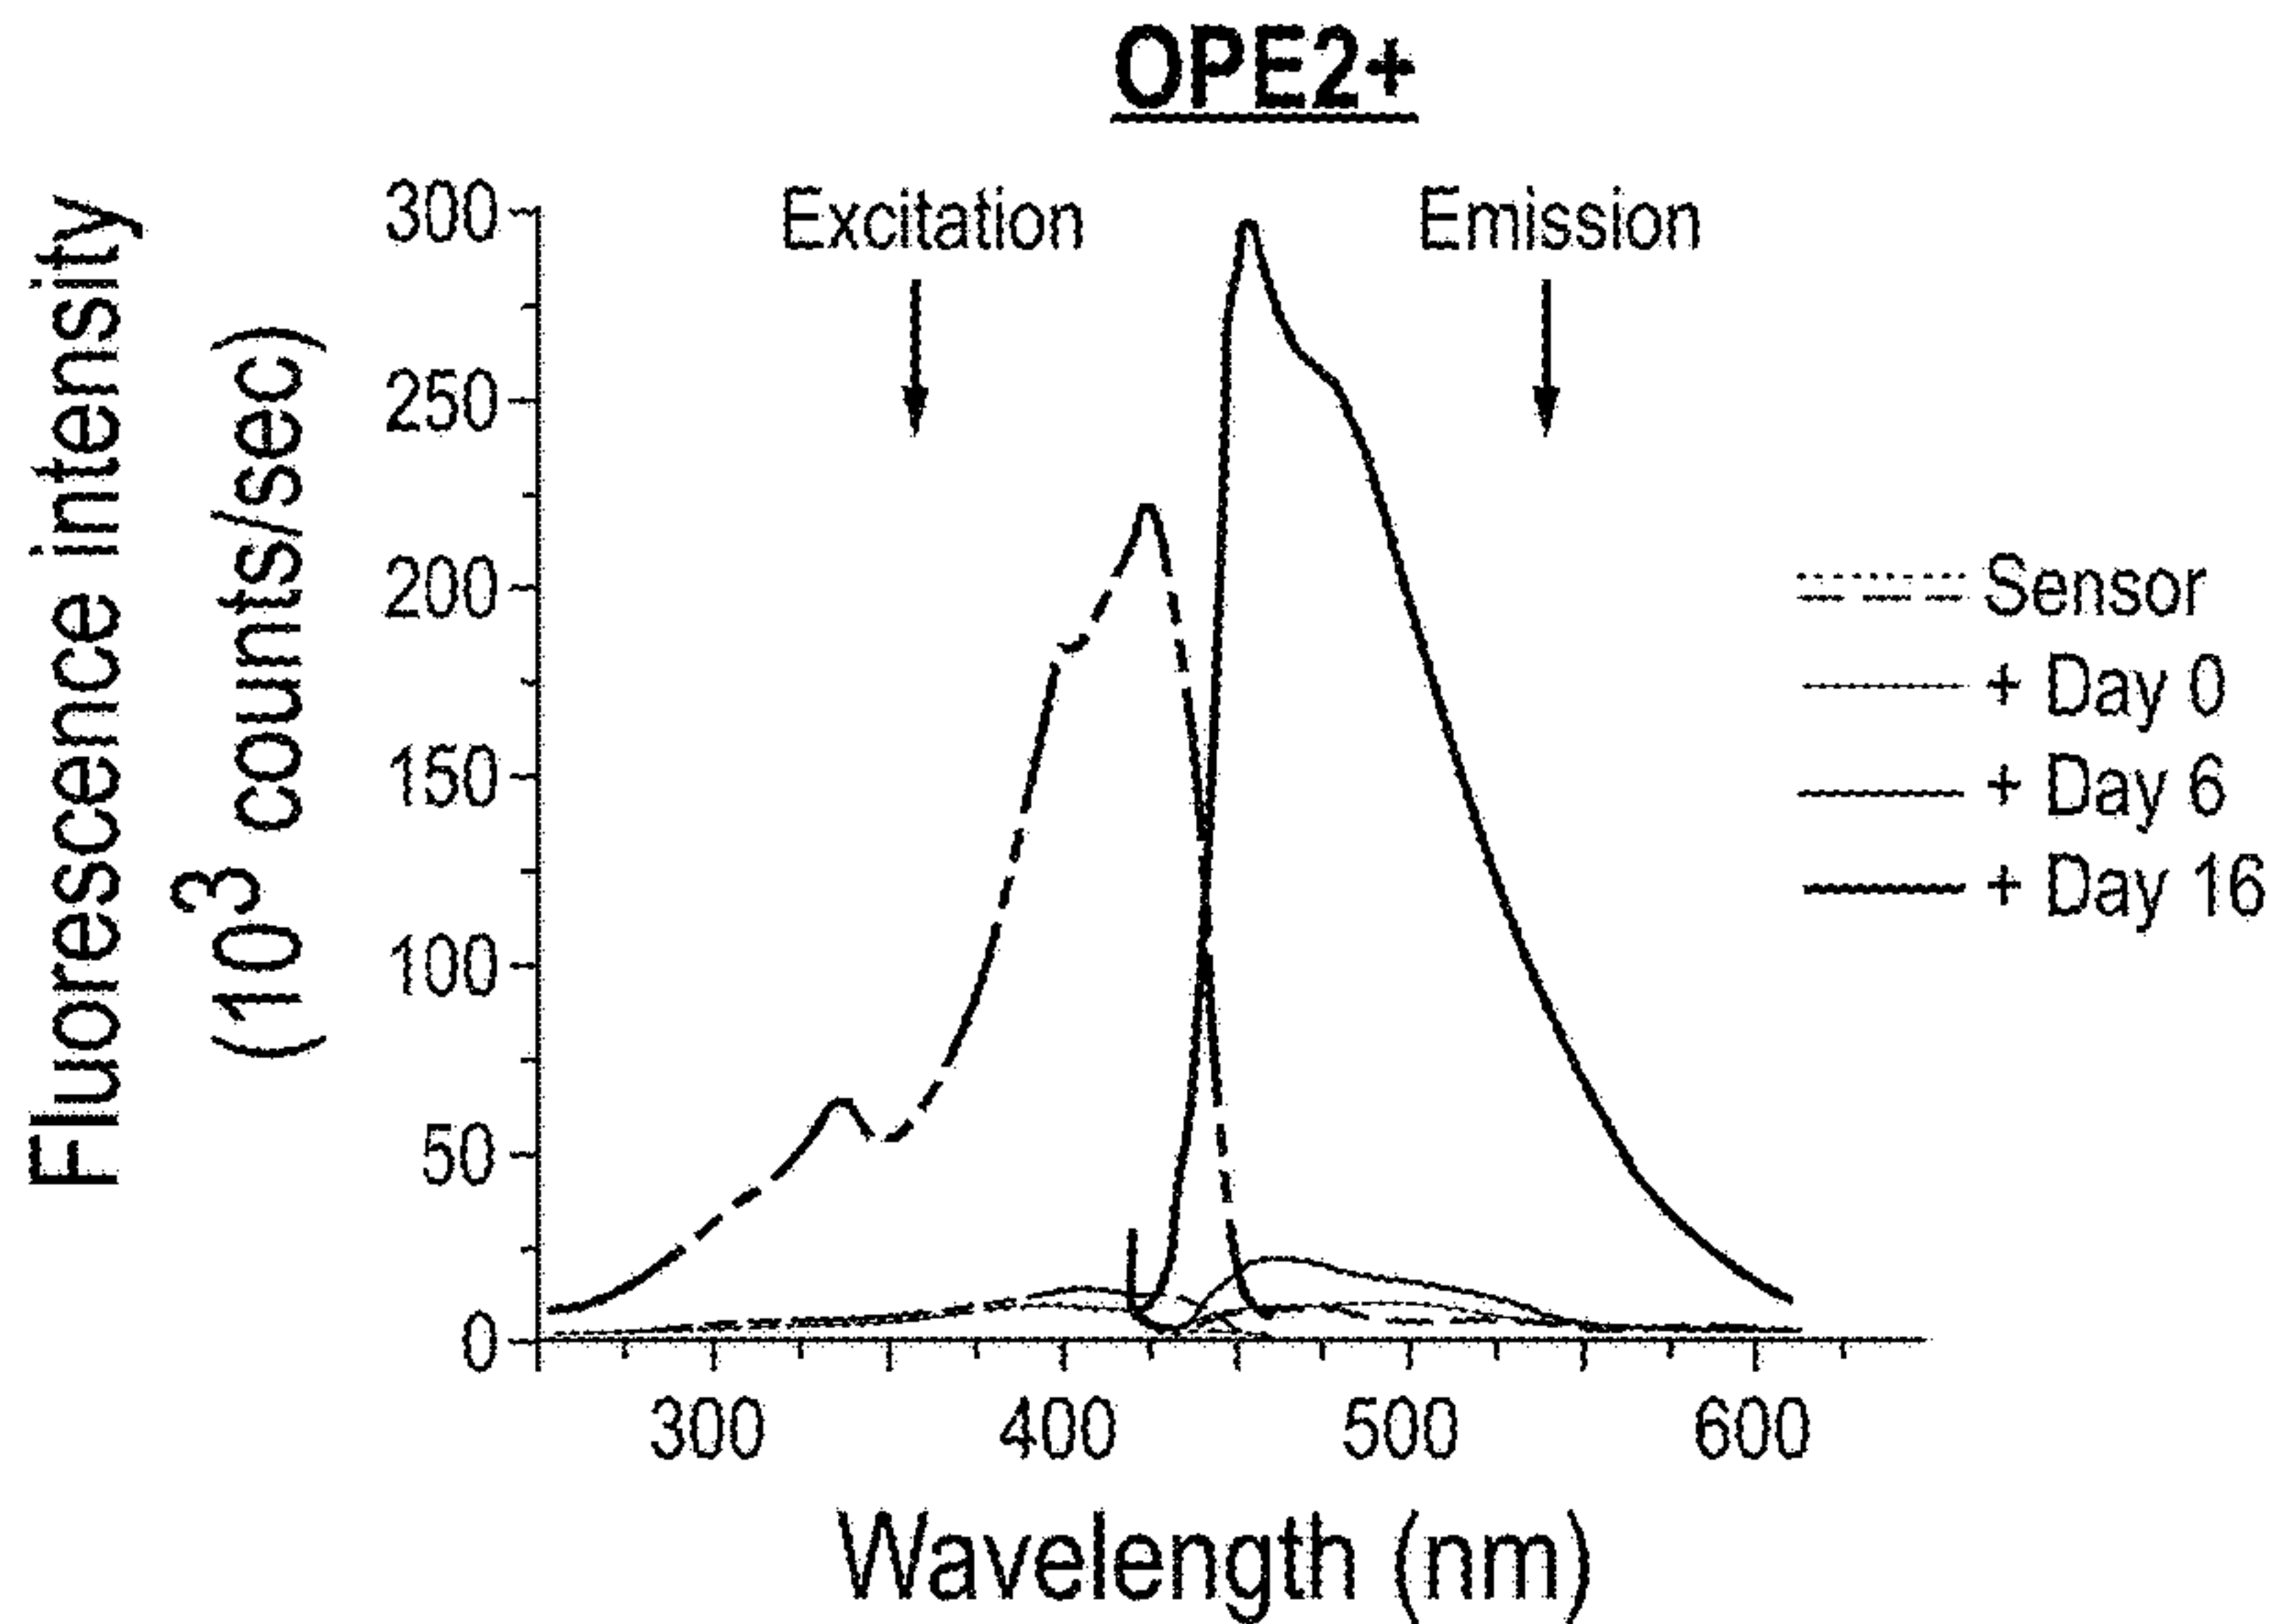 OPE2+
Fluorescence intensity
(10³ counts/sec)
300
250
200
150
100
50
0
Excitation
Emission
Sensor
+ Day 0
+ Day 6
+ Day 16
300 400 500 600
Wavelength (nm)